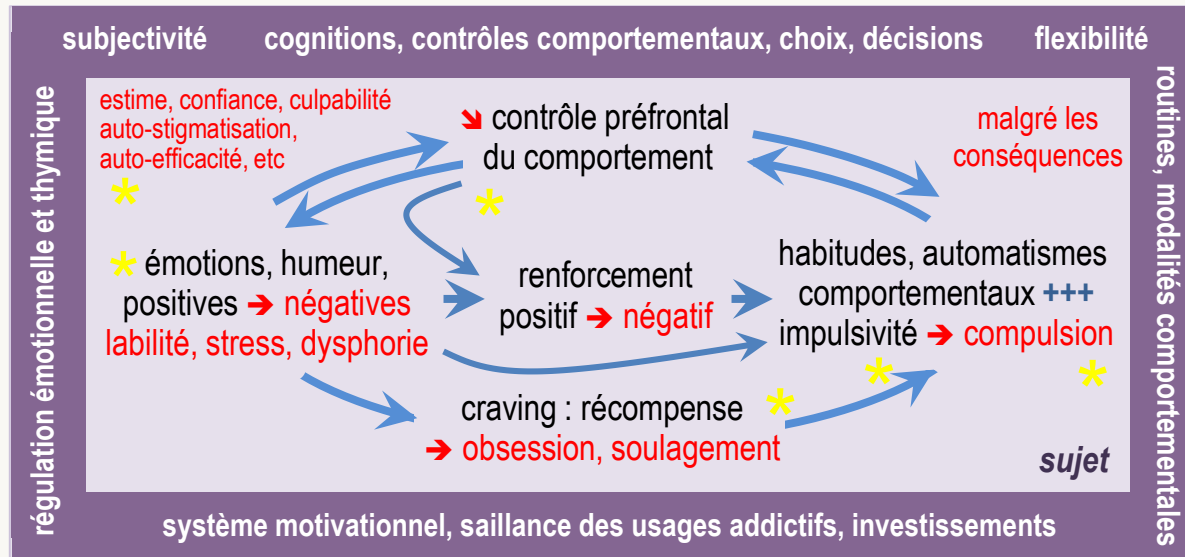 subjectivité cognitions, contrôles comportementaux, choix, décisions flexibilité
régulation émotionnelle et thymique
estime, confiance, culpabilité
auto-stigmatisation,
auto-efficacité, etc
➘ contrôle préfrontal
du comportement
malgré les
conséquences
* émotions, humeur,
positives ➔ négatives
labilité, stress, dysphorie
renforcement
positif ➔ négatif
habitudes, automatismes
comportementaux +++
impulsivité ➔ compulsion
craving : récompense
➔ obsession, soulagement
sujet
routines, modalités comportementales
système motivationnel, saillance des usages addictifs, investissements